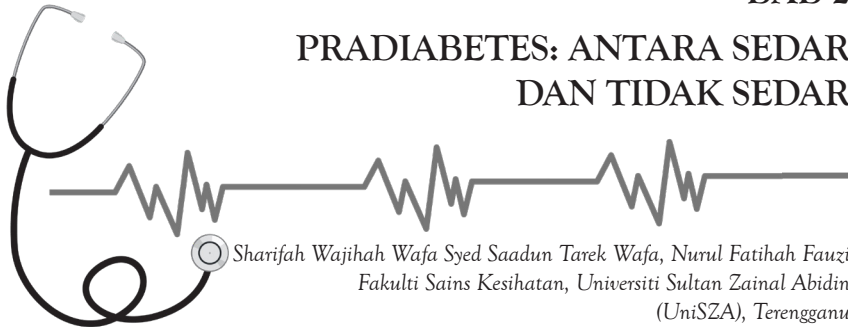 BAB 2
PRADIABETES: ANTARA SEDAR
DAN TIDAK SEDAR
Sharifah Wajihah Wafa Syed Saadun Tarek Wafa, Nurul Fatihah Fauzi
Fakulti Sains Kesihatan, Universiti Sultan Zainal Abidin
(UniSZA), Terengganu